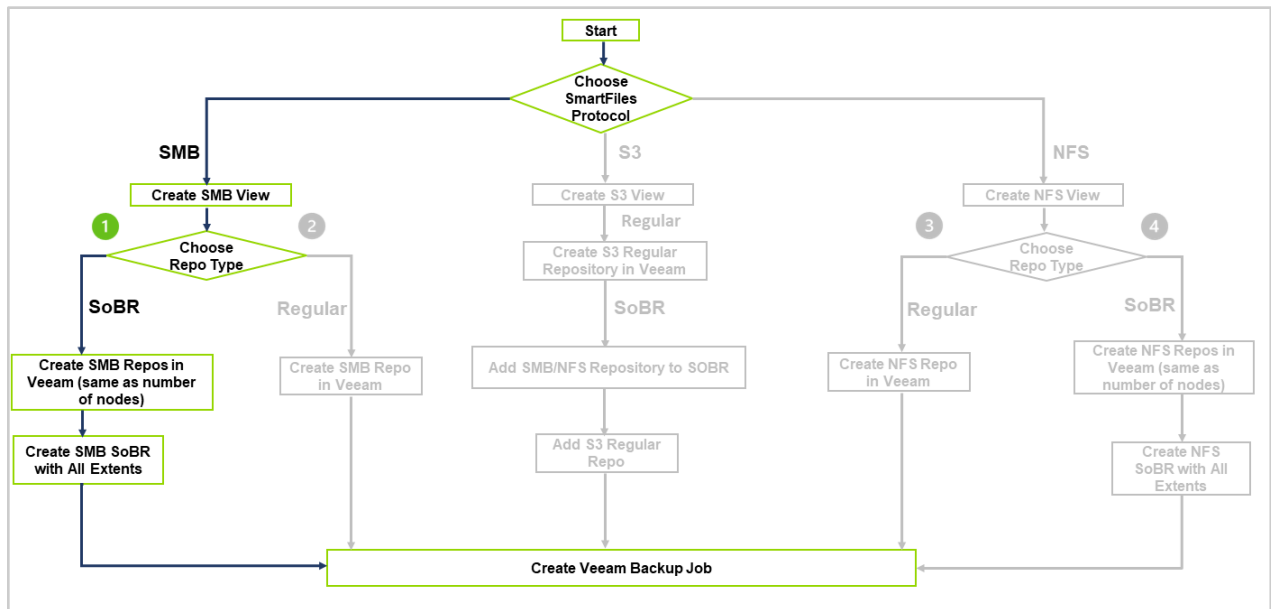 Start
Choose
SmartFiles
Protocol
SMB
S3
NFS
Create SMB View
Create S3 View
Create NFS View
1
2
Regular
3
4
Choose
Repo Type
Create S3 Regular
Repository in Veeam
Choose
Repo Type
SoBR
Regular
SoBR
Regular
SoBR
Create SMB Repos in
Veeam (same as number
of nodes)
Create SMB Repo
in Veeam
Add SMB/NFS Repository to SOBR
Create NFS Repo
in Veeam
Create NFS Repos in
Veeam (same as
number of nodes)
Create SMB SoBR
with All Extents
Add S3 Regular
Repo
Create NFS
SoBR with All
Extents
Create Veeam Backup Job